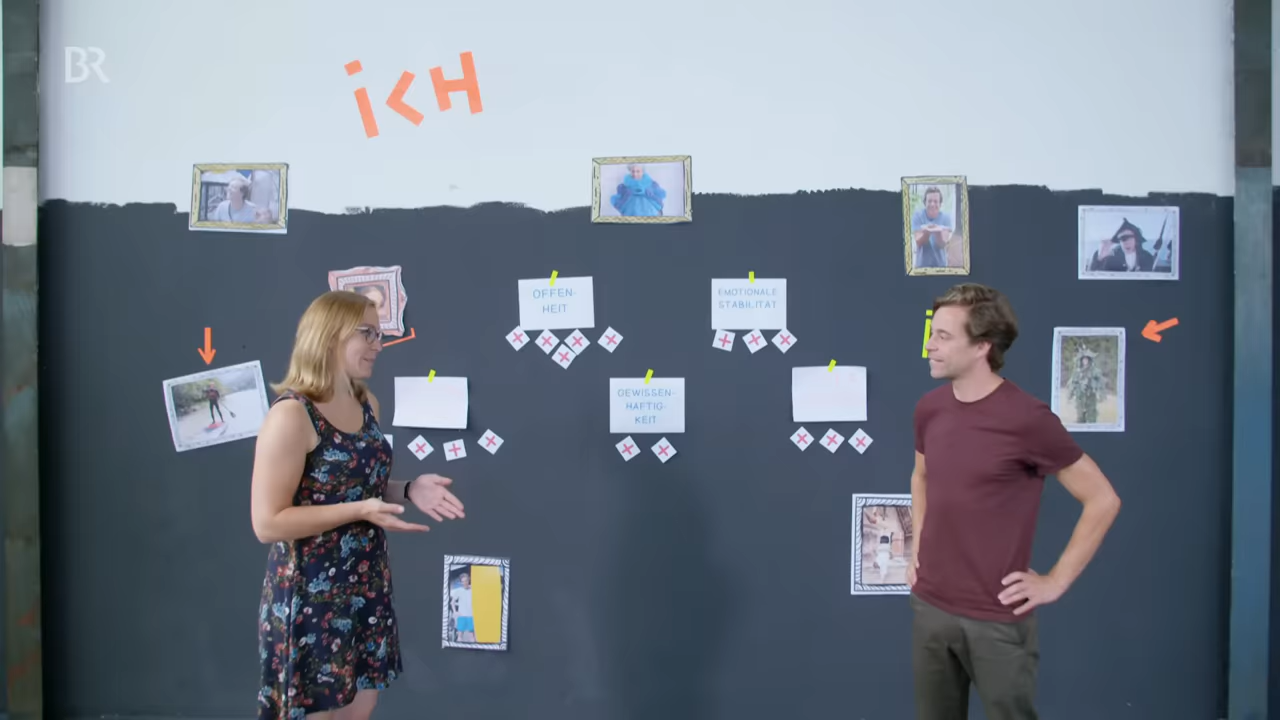 BR
iCH
OFFEN-
HEIT
EMOTIONALE
STABILITÄT
GEWISSEN-
HAFTIG-
KEIT